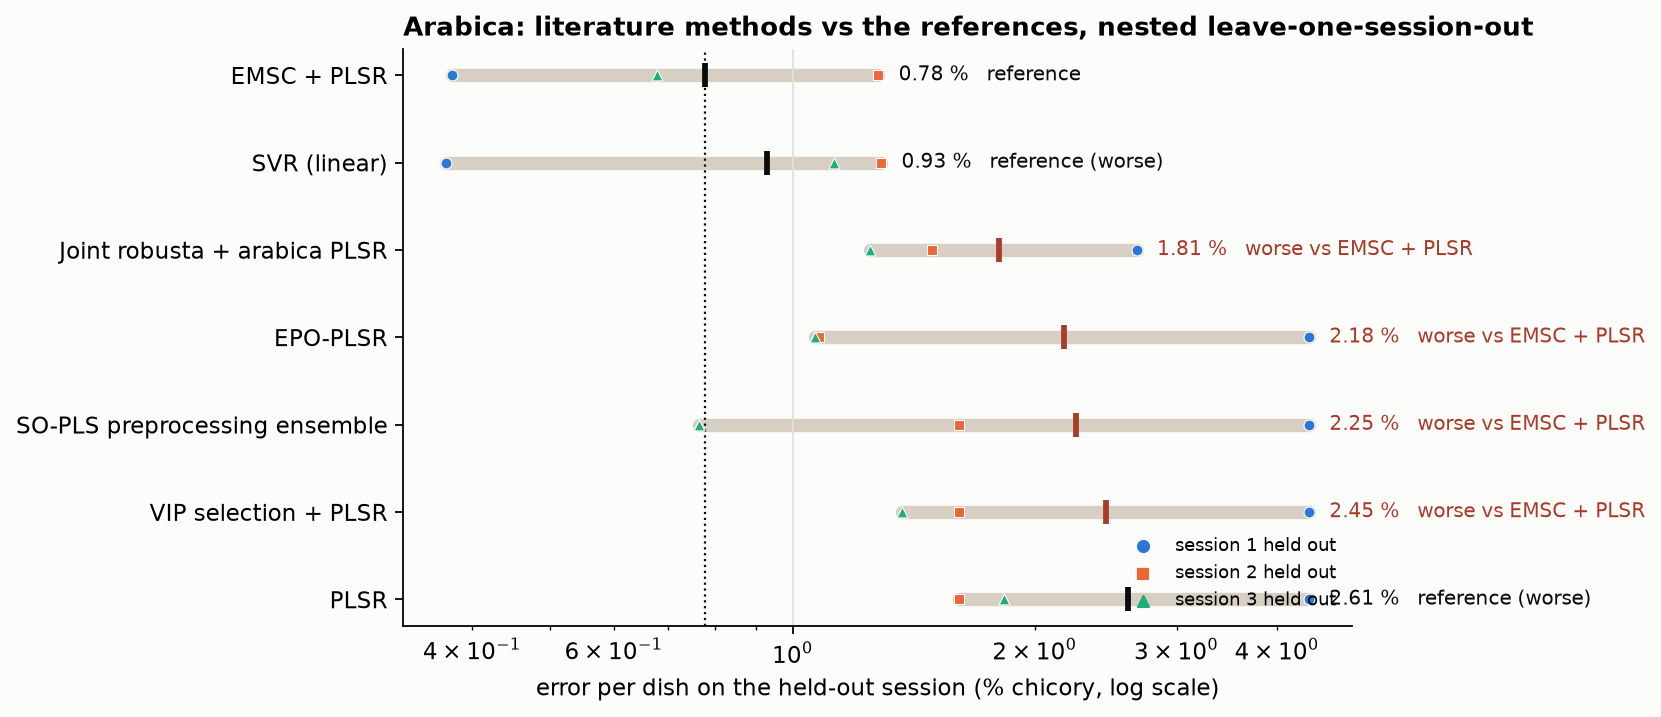 Arabica: literature methods vs the references, nested leave-one-session-out
EMSC + PLSR
0.78 % reference
SVR (linear)
0.93 % reference (worse)
Joint robusta + arabica PLSR
1.81 % worse vs EMSC + PLSR
EPO-PLSR
2.18 % worse vs EMSC + PLSR
SO-PLS preprocessing ensemble
2.25 % worse vs EMSC + PLSR
VIP selection + PLSR
2.45 % worse vs EMSC + PLSR
session 1 held out
session 2 held out
session 3 held out
PLSR
2.61 % reference (worse)
4 × 10⁻¹ 6 × 10⁻¹ 10⁰ 2 × 10⁰ 3 × 10⁰ 4 × 10⁰
error per dish on the held-out session (% chicory, log scale)